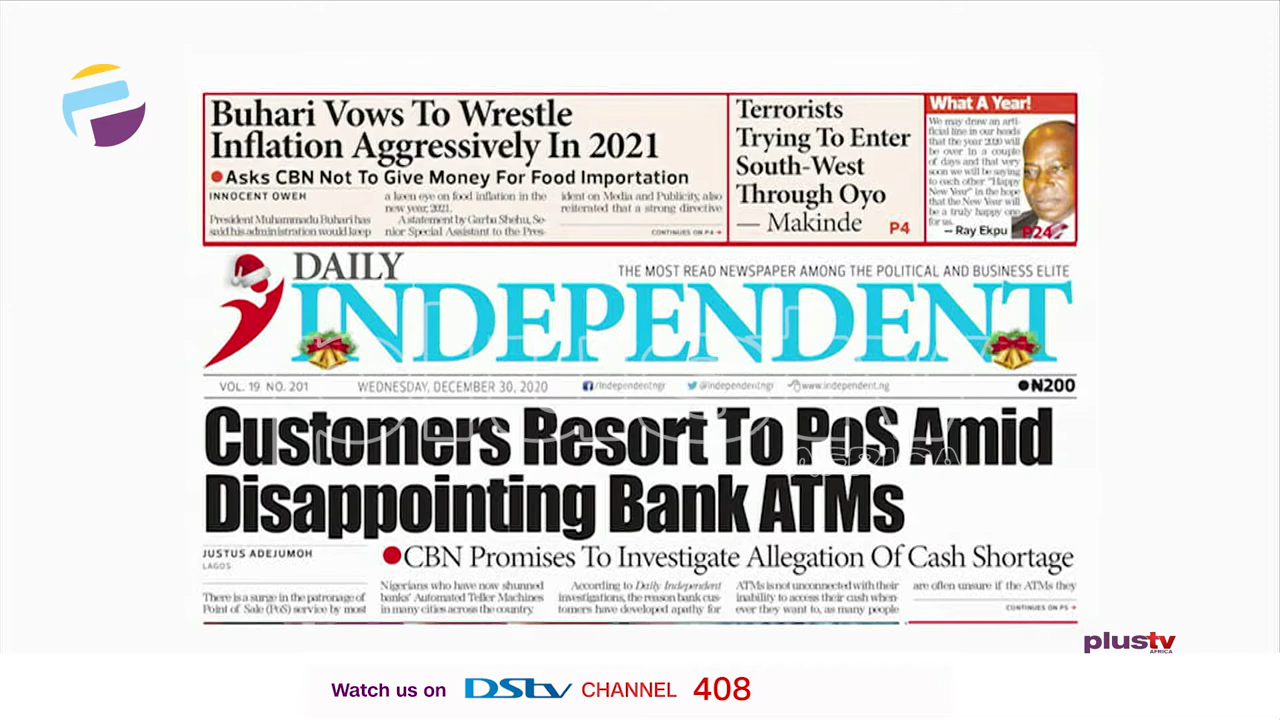 Buhari Vows To Wrestle
Inflation Aggressively In 2021
Asks CBN Not To Give Money For Food Importation
INNOCENT OWEH
President Muhammadu Buhari has
said his administration would keep
a keen eye on food inflation in the
new year, 2021.
A statement by Garba Shehu, Se-
nior Special Assistant to the Pres-
ident on Media and Publicity, also
reiterated that a strong directive
CONTINUES ON P4
Terrorists
Trying To Enter
South-West
Through Oyo
— Makinde P4
What A Year!
We may draw an arti-
ficial line in our heads
that the year 2020 will
be over in a couple
of days and that very
soon we will be saying
to each other "Happy
New Year" in the hope
that the New Year will
be a truly happy one
for us.
— Ray Ekpu P24
DAILY
THE MOST READ NEWSPAPER AMONG THE POLITICAL AND BUSINESS ELITE
INDEPENDENT
VOL. 19 NO. 201 WEDNESDAY, DECEMBER 30, 2020 /independentngr @independentngr www.independent.ng ₦200
Customers Resort To PoS Amid
Disappointing Bank ATMs
JUSTUS ADEJUMOH
LAGOS
CBN Promises To Investigate Allegation Of Cash Shortage
There is a surge in the patronage of
Point of Sale (PoS) service by most
Nigerians who have now shunned
banks' Automated Teller Machines
in many cities across the country.
According to Daily Independent
investigations, the reason bank cus-
tomers have developed apathy for
ATMs is not unconnected with their
inability to access their cash when-
ever they want to, as many people
are often unsure if the ATMs they
CONTINUES ON P5
plustv
AFRICA
Watch us on DStv CHANNEL 408